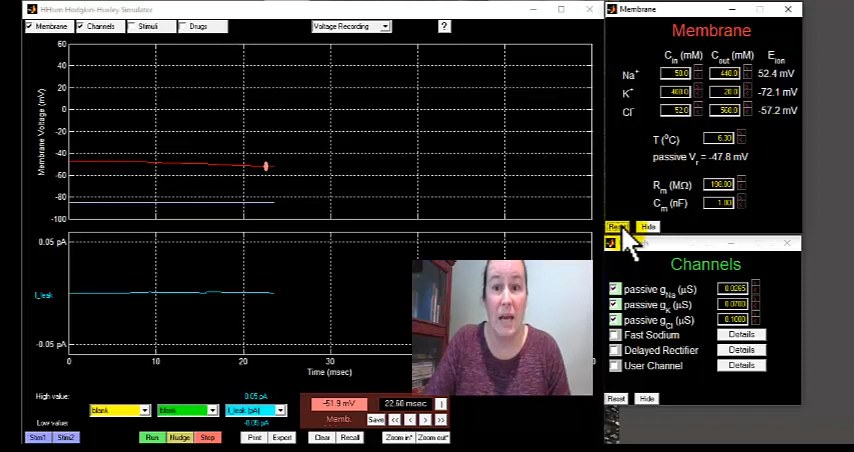 HHsim Hodgkin-Huxley Simulator
Membrane Channels Stimuli Drugs Voltage Recording ?
60
40
20
0
-20
-40
-60
-80
-100
Membrane Voltage (mV)
0.05 pA
I_leak
-0.05 pA
0 10 20 30
Time (msec)
High value: 0.05 pA
blank blank I_leak (pA)
Low value: -0.05 pA
-51.9 mV 22.60 msec
Memb. Save << < > >>
Stim1 Stim2 Run Nudge Stop Print Export Clear Recall Zoom in* Zoom out*
Membrane
Membrane
C in (mM) C out (mM) E ion
Na+ 50.0 440.0 52.4 mV
K+ 400.0 20.0 -72.1 mV
Cl- 52.0 560.0 -57.2 mV
T (oC) 6.30
passive Vr = -47.8 mV
Rm (MΩ) 198.00
Cm (nF) 1.00
Reset Hide
Channels
passive gNa (µS) 0.0265
passive gK (µS) 0.0700
passive gCl (µS) 0.1000
Fast Sodium Details
Delayed Rectifier Details
User Channel Details
Reset Hide